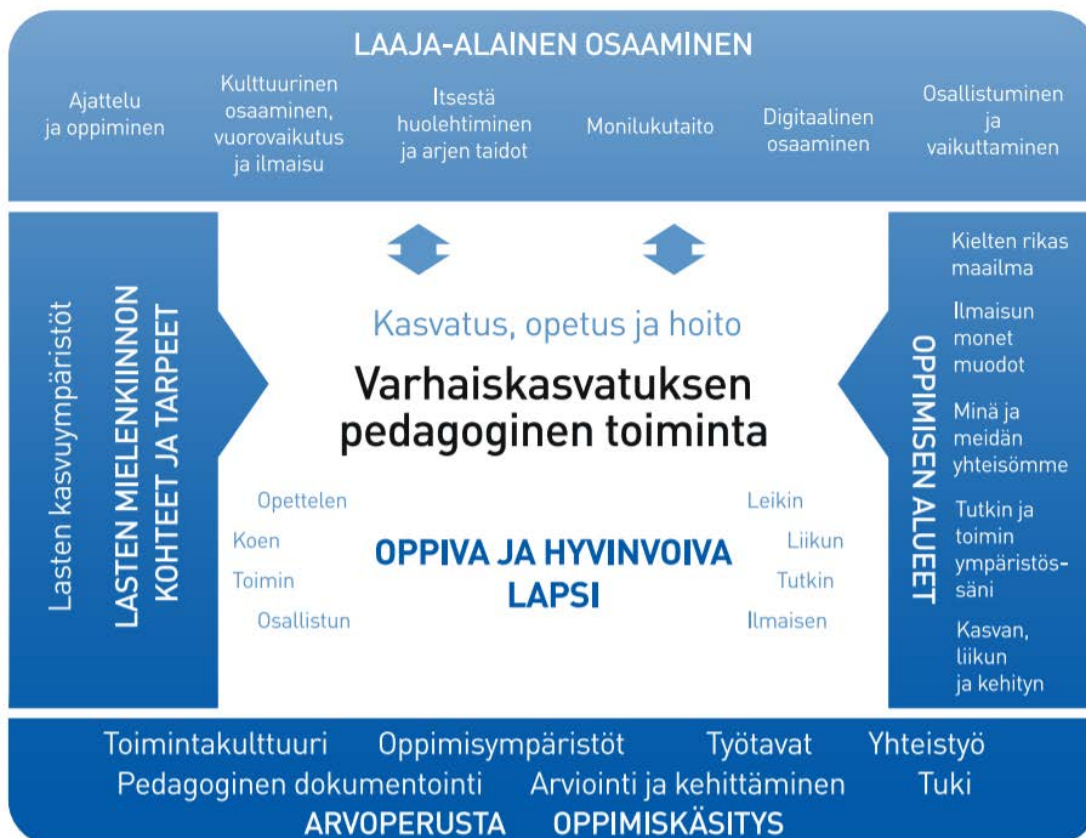 LAAJA-ALAINEN OSAAMINEN
Ajattelu
ja oppiminen
Kulttuurinen
osaaminen,
vuorovaikutus
ja ilmaisu
Itsestä
huolehtiminen
ja arjen taidot
Monilukutaito
Digitaalinen
osaaminen
Osallistuminen
ja
vaikuttaminen
Lasten kasvuympäristöt
LASTEN MIELENKIINNON
KOHTEET JA TARPEET
Kasvatus, opetus ja hoito
Varhaiskasvatuksen
pedagoginen toiminta
Opettelen
Koen
Toimin
Osallistun
OPPIVA JA HYVINVOIVA
LAPSI
Leikin
Liikun
Tutkin
Ilmaisen
OPPIMISEN ALUEET
Kielten rikas
maailma
Ilmaisun
monet
muodot
Minä ja
meidän
yhteisömme
Tutkin ja
toimin
ympäristös-
säni
Kasvan,
liikun
ja kehityn
Toimintakulttuuri Oppimisympäristöt Työtavat Yhteistyö
Pedagoginen dokumentointi Arviointi ja kehittäminen Tuki
ARVOPERUSTA OPPIMISKÄSITYS